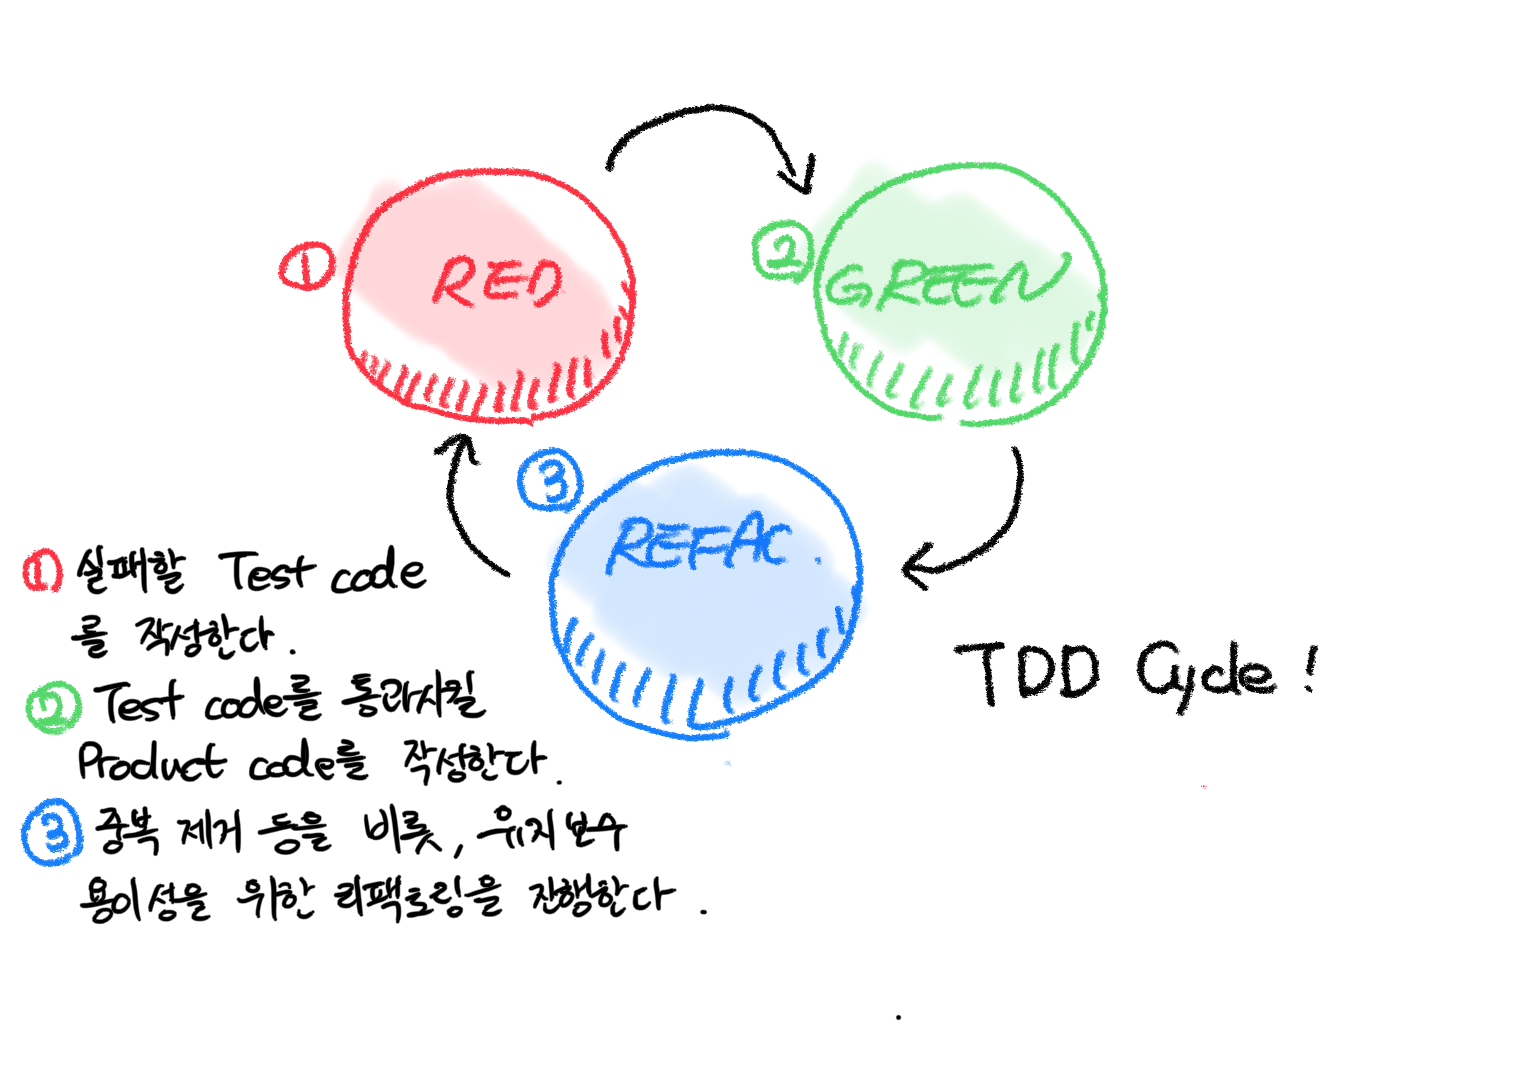 ① RED
② GREEN
③ REFAC.
① 실패할 Test code
를 작성한다.
② Test code를 통과시킬
Product code를 작성한다.
③ 중복 제거 등을 비롯, 유지보수
용이성을 위한 리팩토링을 진행한다.
TDD Cycle!